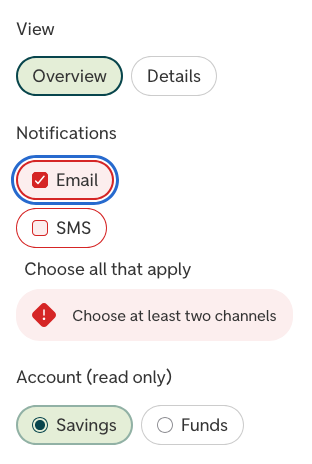 View
Overview Details
Notifications
Email
SMS
Choose all that apply
Choose at least two channels
Account (read only)
Savings Funds